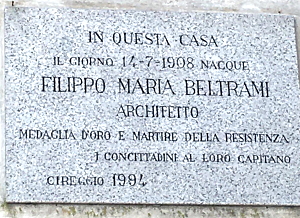 IN QUESTA CASA
IL GIORNO 14-7-1908 NACQUE
FILIPPO MARIA BELTRAMI
ARCHITETTO
MEDAGLIA D'ORO E MARTIRE DELLA RESISTENZA
I CONCITTADINI AL LORO CAPITANO
CIREGGIO 1994